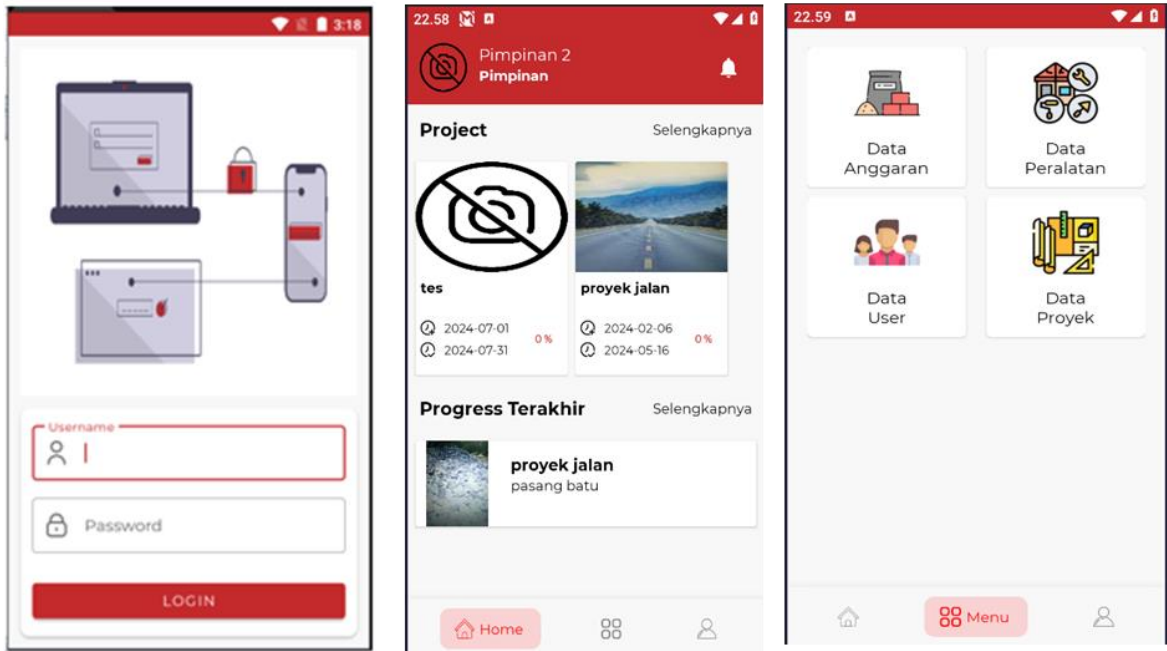 3:18
Username
Password
LOGIN
22.58
Pimpinan 2
Pimpinan
Project
Selengkapnya
tes
2024-07-01
2024-07-31
0%
proyek jalan
2024-02-06
2024-05-16
0%
Progress Terakhir
Selengkapnya
proyek jalan
pasang batu
Home
22.59
Data
Anggaran
Data
Peralatan
Data
User
Data
Proyek
Menu